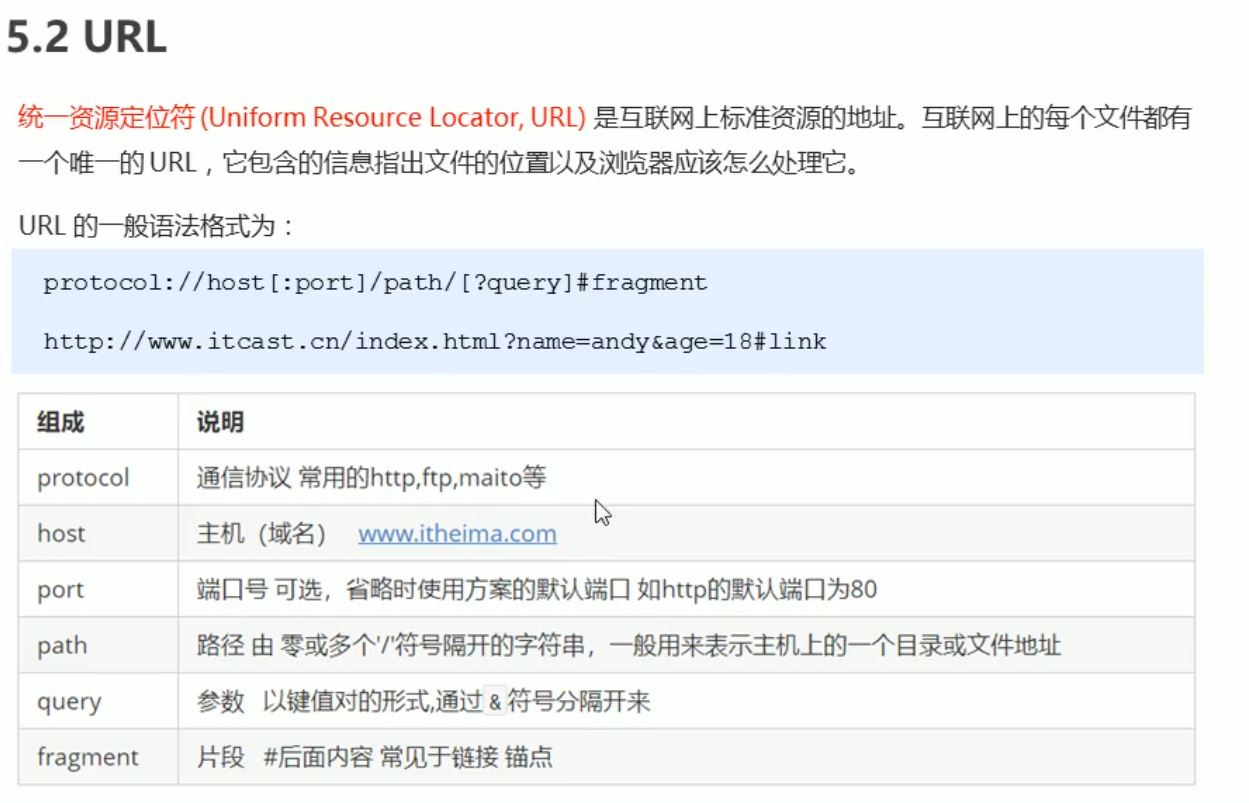 5.2 URL
统一资源定位符 (Uniform Resource Locator, URL) 是互联网上标准资源的地址。互联网上的每个文件都有
一个唯一的 URL，它包含的信息指出文件的位置以及浏览器应该怎么处理它。
URL 的一般语法格式为：
protocol://host[:port]/path/[?query]#fragment
http://www.itcast.cn/index.html?name=andy&age=18#link
组成 说明
protocol 通信协议 常用的http,ftp,maito等
host 主机（域名） www.itheima.com
port 端口号 可选，省略时使用方案的默认端口 如http的默认端口为80
path 路径 由 零或多个'/'符号隔开的字符串，一般用来表示主机上的一个目录或文件地址
query 参数 以键值对的形式,通过 & 符号分隔开来
fragment 片段 #后面内容 常见于链接 锚点